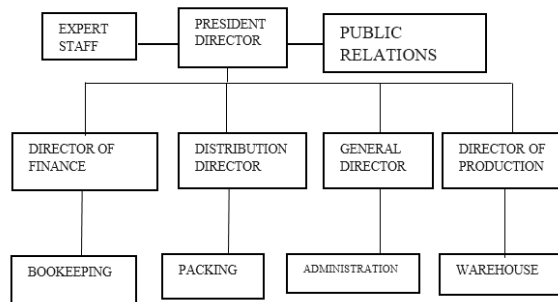 EXPERT
STAFF
PRESIDENT
DIRECTOR
PUBLIC
RELATIONS
DIRECTOR OF
FINANCE
DISTRIBUTION
DIRECTOR
GENERAL
DIRECTOR
DIRECTOR OF
PRODUCTION
BOOKEEPING
PACKING
ADMINISTRATION
WAREHOUSE